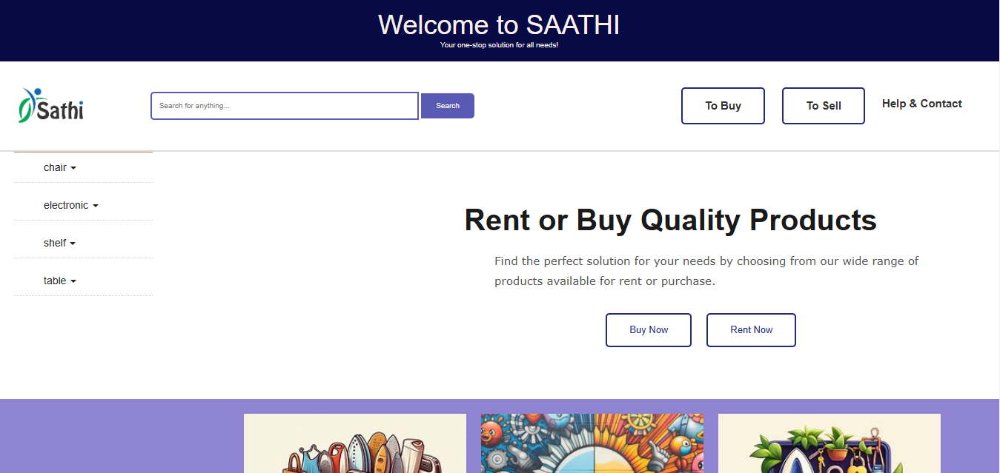 Welcome to SAATHI
Your one-stop solution for all needs!
Sathi
Search for anything...
Search
To Buy
To Sell
Help & Contact
chair
electronic
shelf
table
Rent or Buy Quality Products
Find the perfect solution for your needs by choosing from our wide range of
products available for rent or purchase.
Buy Now
Rent Now